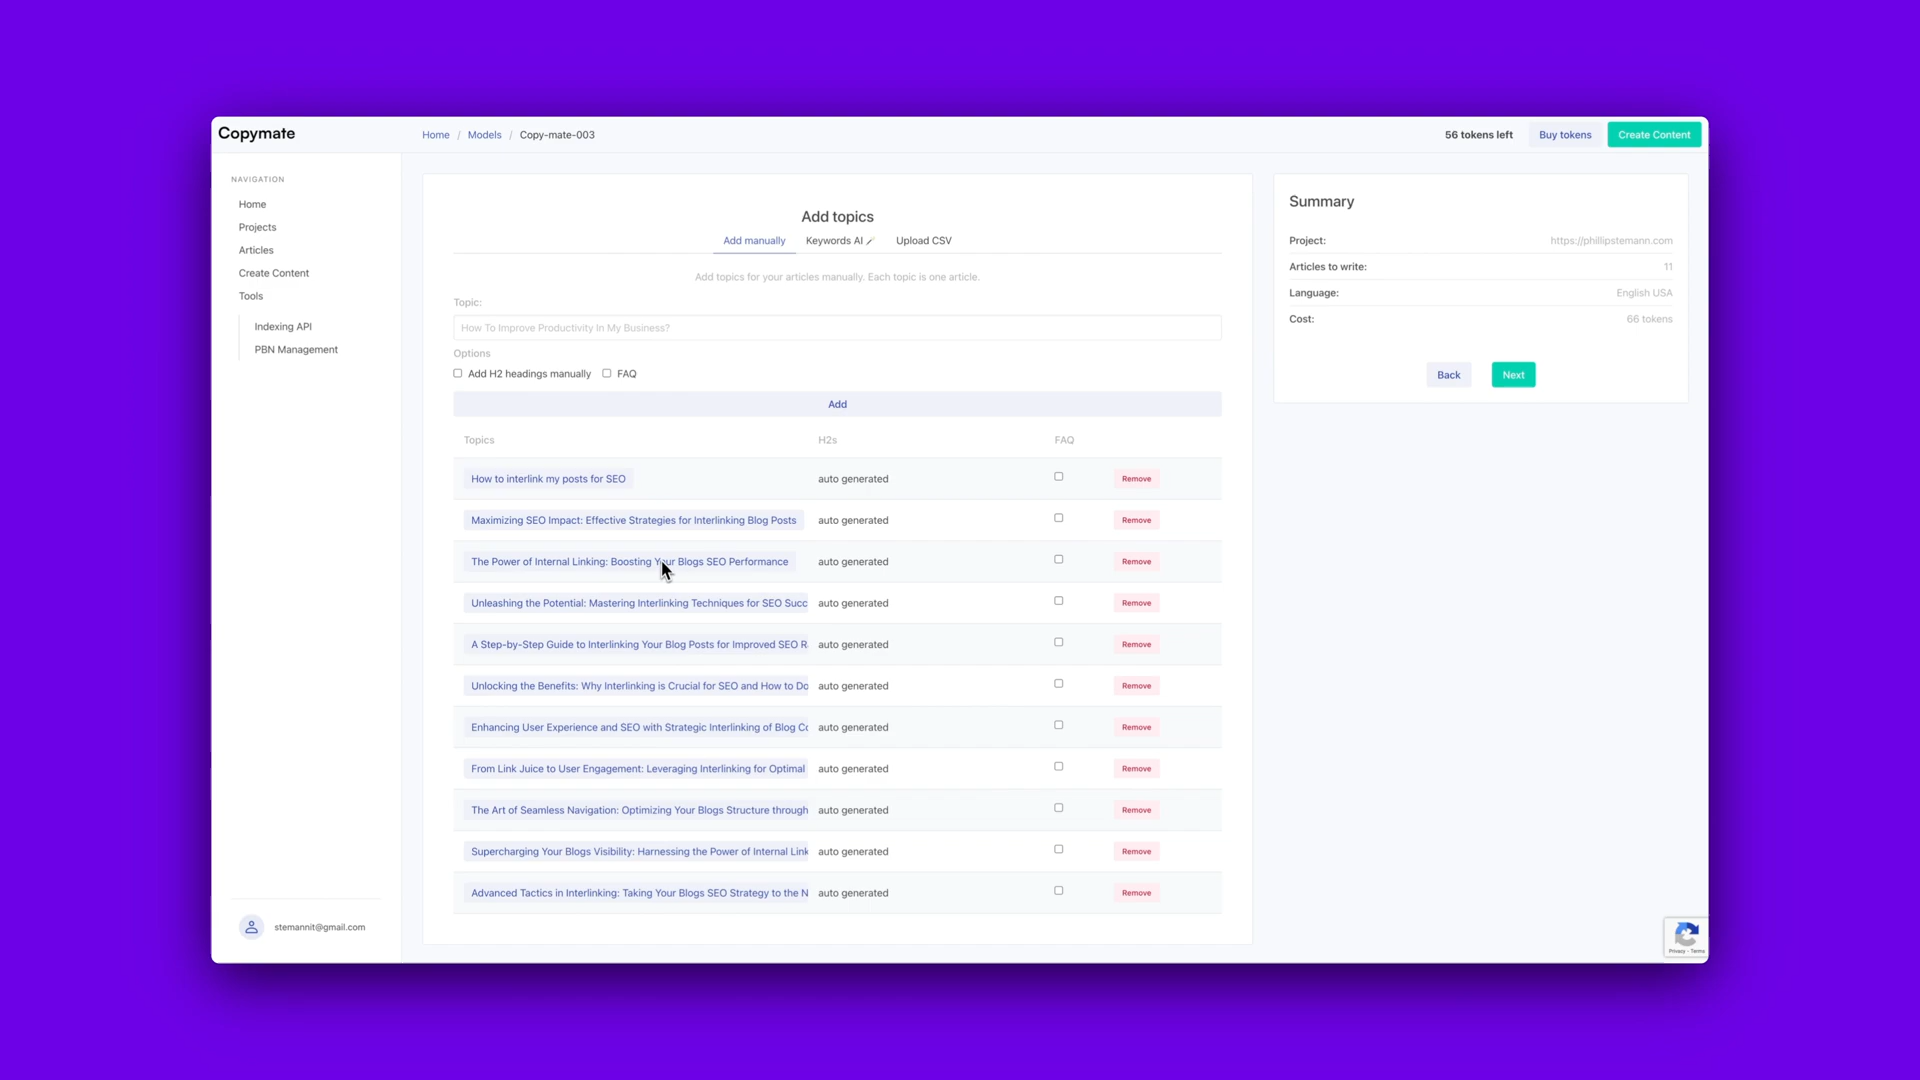 Copymate
Home / Models / Copy-mate-003
56 tokens left
Buy tokens
Create Content
NAVIGATION
Home
Projects
Articles
Create Content
Tools
Indexing API
PBN Management
stemannit@gmail.com
Add topics
Add manually
Keywords AI
Upload CSV
Add topics for your articles manually. Each topic is one article.
Topic:
How To Improve Productivity In My Business?
Options
Add H2 headings manually
FAQ
Add
Topics H2s FAQ
How to interlink my posts for SEO auto generated Remove
Maximizing SEO Impact: Effective Strategies for Interlinking Blog Posts auto generated Remove
The Power of Internal Linking: Boosting Your Blogs SEO Performance auto generated Remove
Unleashing the Potential: Mastering Interlinking Techniques for SEO Succ auto generated Remove
A Step-by-Step Guide to Interlinking Your Blog Posts for Improved SEO R auto generated Remove
Unlocking the Benefits: Why Interlinking is Crucial for SEO and How to Do auto generated Remove
Enhancing User Experience and SEO with Strategic Interlinking of Blog Co auto generated Remove
From Link Juice to User Engagement: Leveraging Interlinking for Optimal auto generated Remove
The Art of Seamless Navigation: Optimizing Your Blogs Structure through auto generated Remove
Supercharging Your Blogs Visibility: Harnessing the Power of Internal Link auto generated Remove
Advanced Tactics in Interlinking: Taking Your Blogs SEO Strategy to the N auto generated Remove
Summary
Project: https://phillipstemann.com
Articles to write: 11
Language: English USA
Cost: 66 tokens
Back
Next
Privacy - Terms